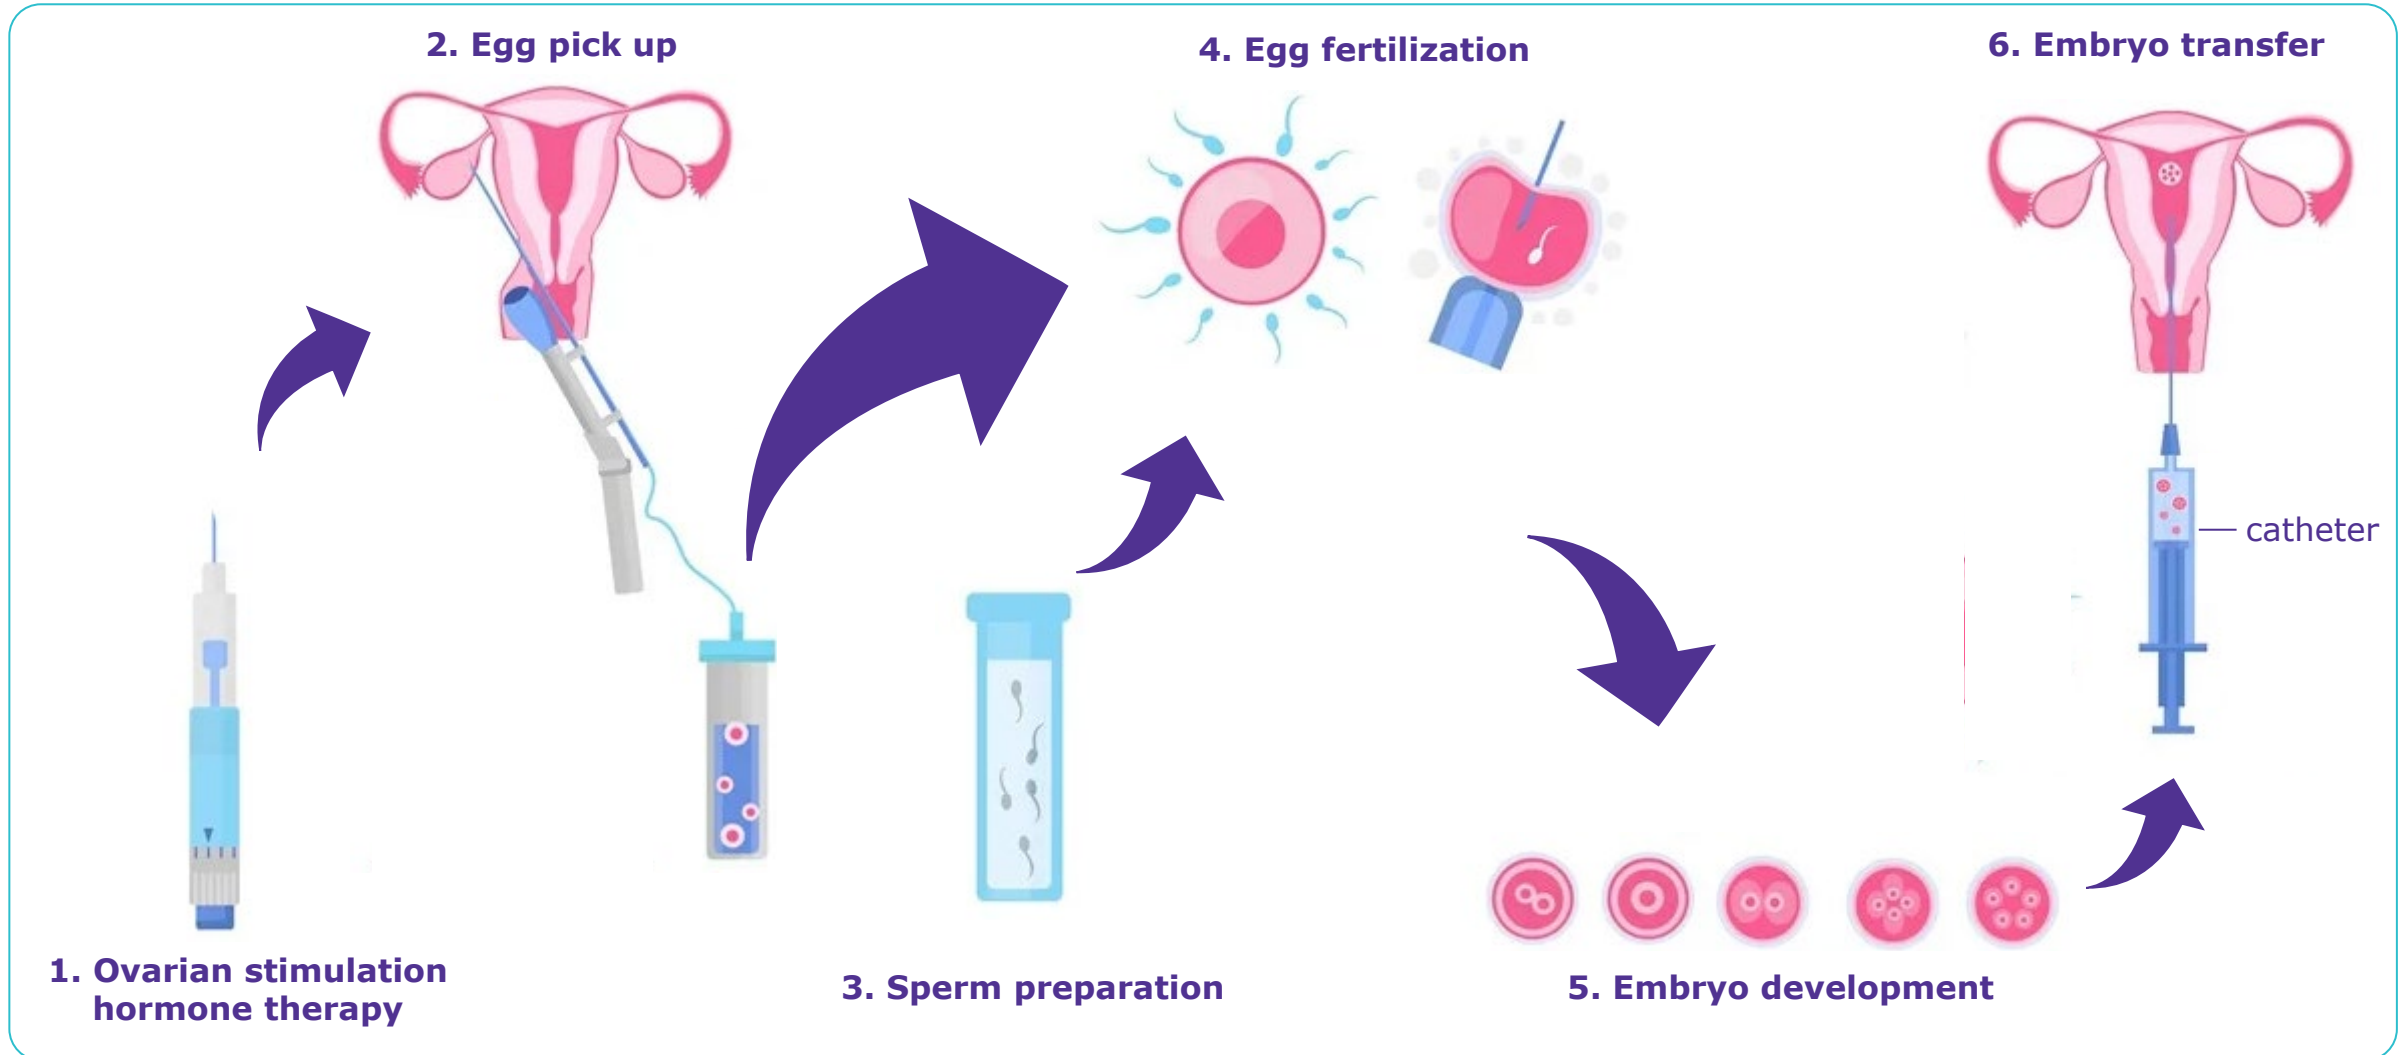 1. Ovarian stimulation
hormone therapy
2. Egg pick up
3. Sperm preparation
4. Egg fertilization
5. Embryo development
6. Embryo transfer
catheter